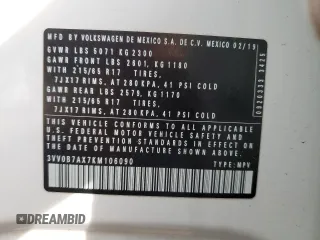 MFD BY VOLKSWAGEN DE MEXICO S.A. DE C.V. MEXICO 02/19
GVWR LBS 5071 KG 2300
GAWR FRONT LBS 2601, KG 1180
WITH 215/65 R17 TIRES,
7JX17 RIMS, AT 280 KPA, 41 PSI COLD
GAWR REAR LBS 2579, KG 1170
WITH 215/65 R17 TIRES,
7JX17 RIMS, AT 280 KPA, 41 PSI COLD
THIS VEHICLE CONFORMS TO ALL APPLICABLE
U.S. FEDERAL MOTOR VEHICLE SAFETY AND
THEFT PREVENTION STANDARDS IN EFFECT ON
THE DATE OF MANUFACTURE SHOWN ABOVE.
3VV0B7AX7KM106090
TYPE: MPV